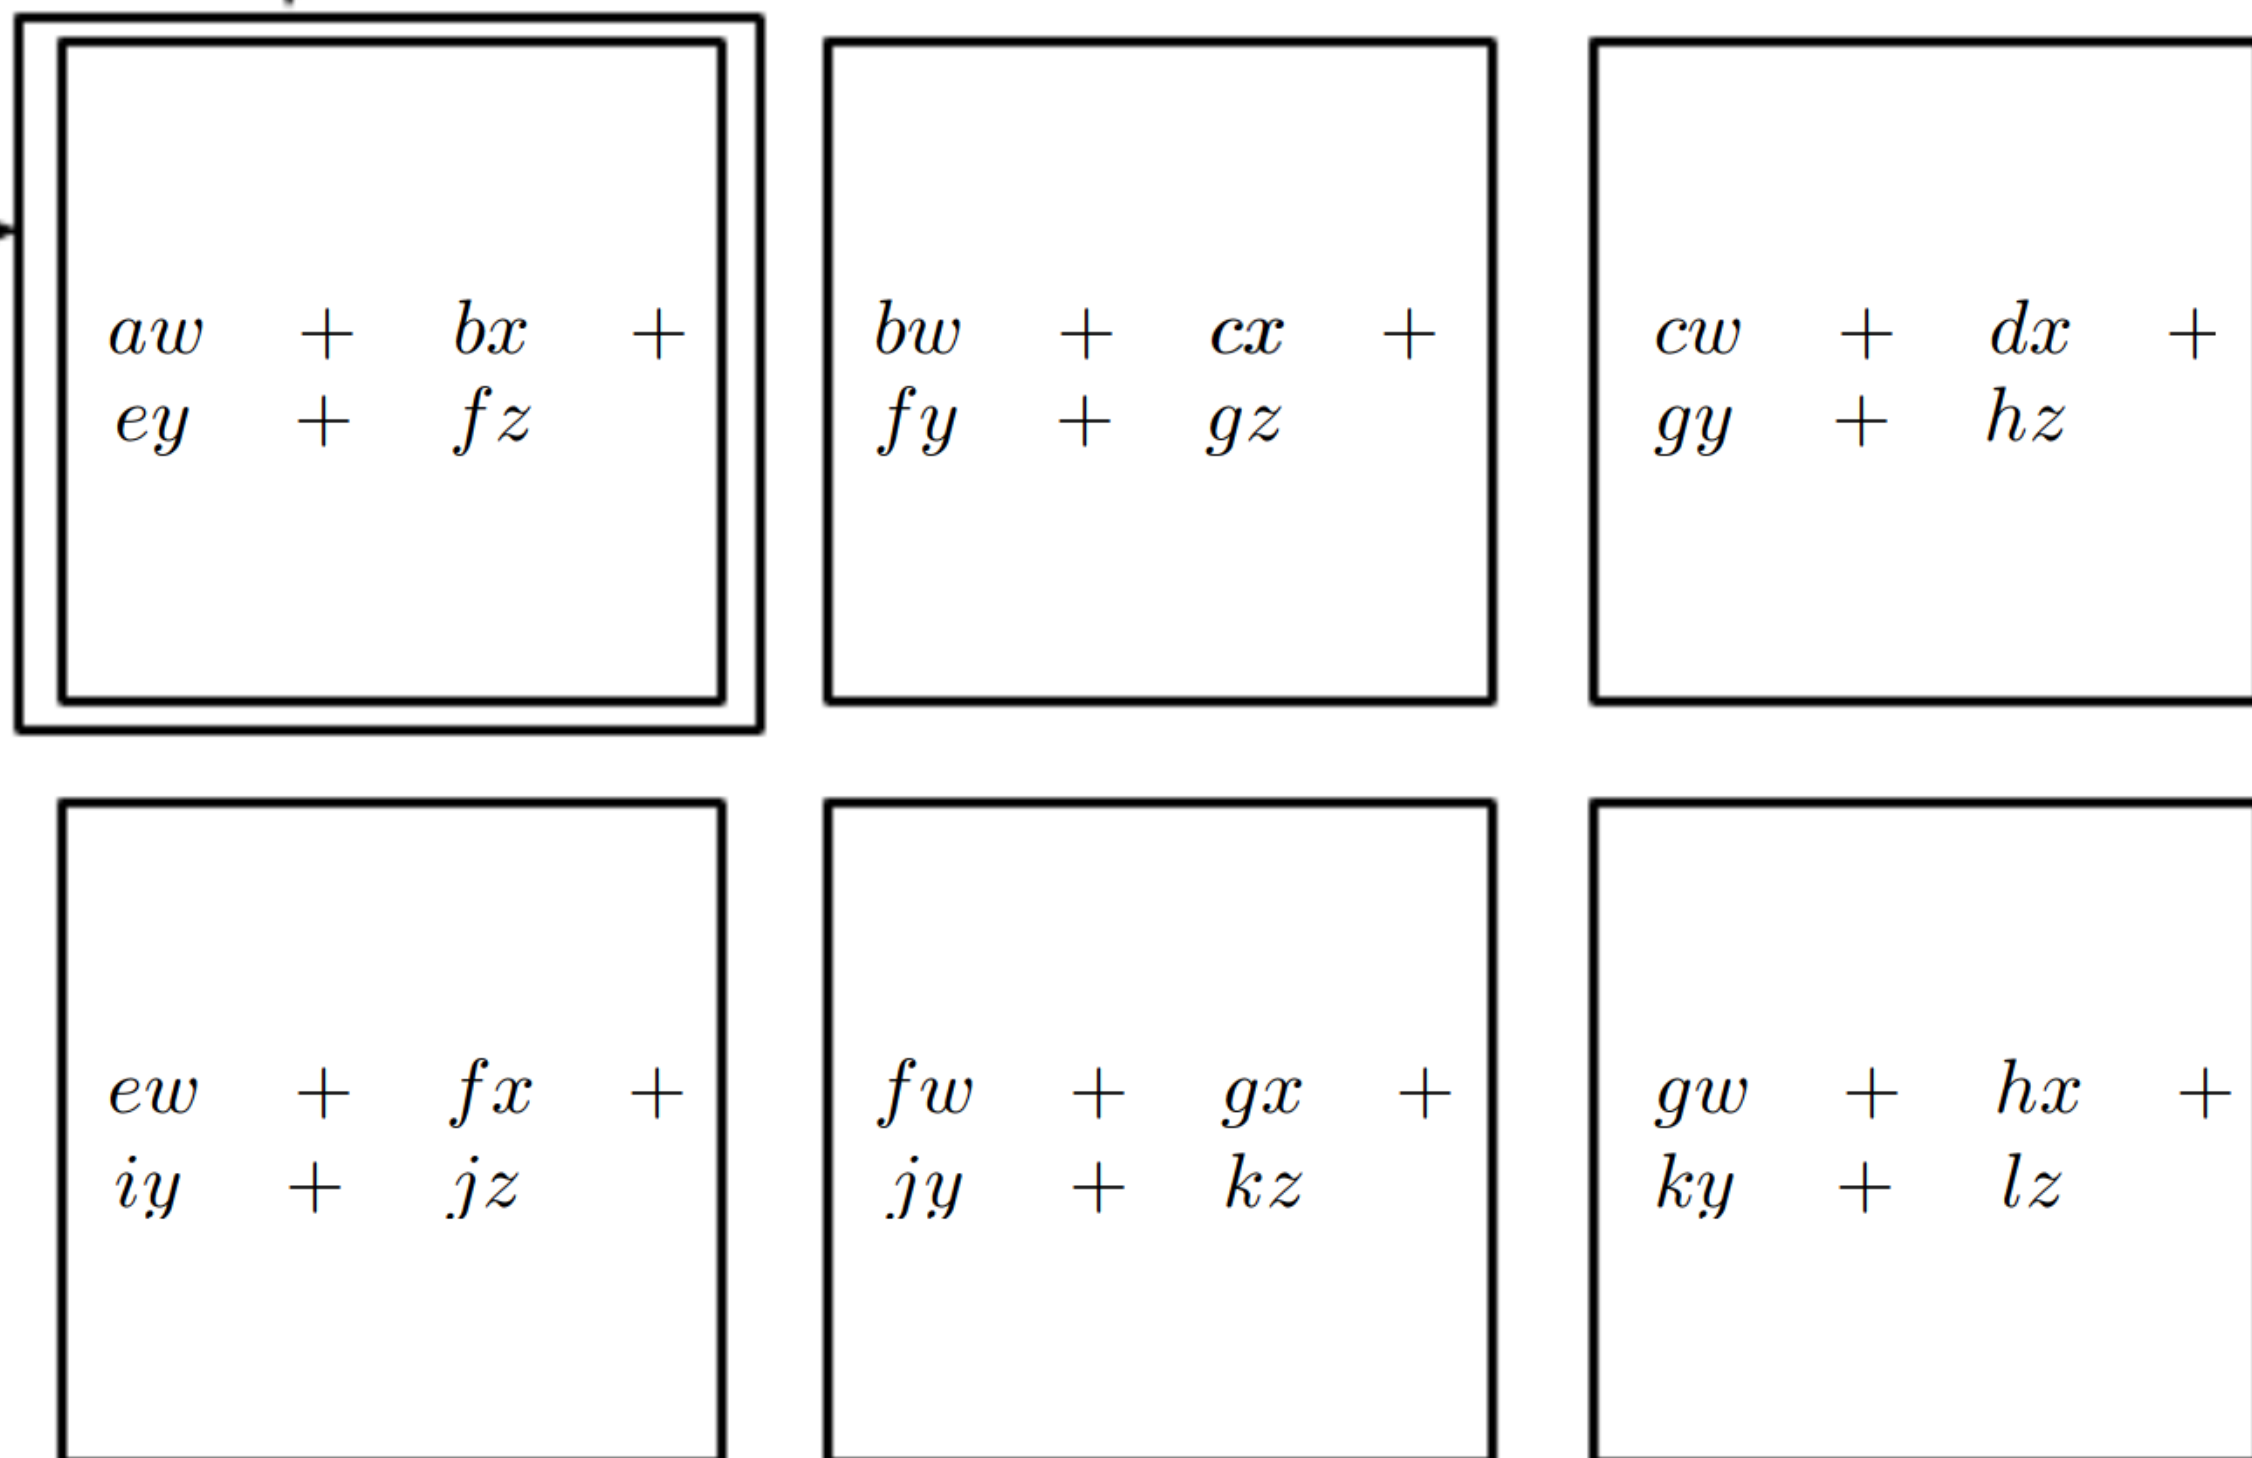 aw + bx +
ey + fz
bw + cx +
fy + gz
cw + dx +
gy + hz
ew + fx +
iy + jz
fw + gx +
jy + kz
gw + hx +
ky + lz